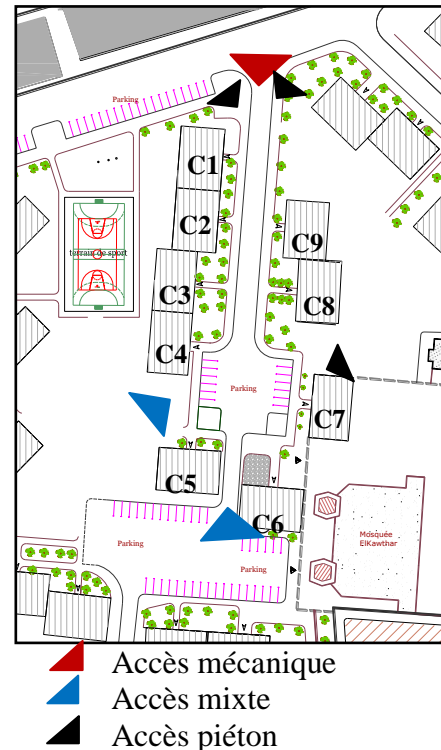 Parking
C1
C2
terrain de sport
C9
C3
C8
C4
Parking
C7
C5
C6
Mosquée
ElKawthar
Parking
Parking
Accès mécanique
Accès mixte
Accès piéton